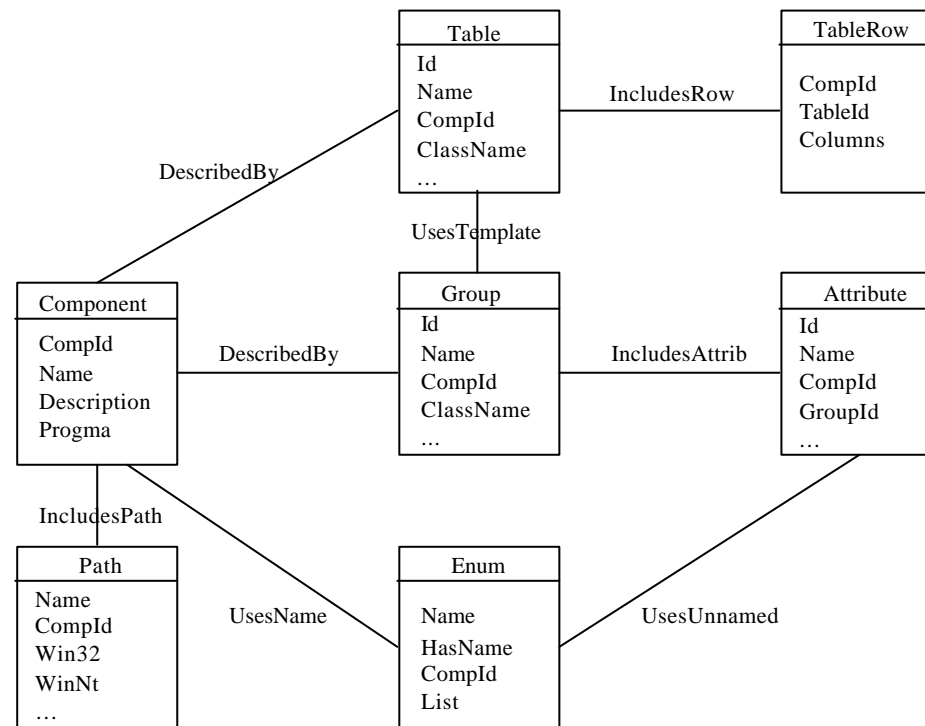 Table
Id
Name
CompId
ClassName
…
TableRow
CompId
TableId
Columns
IncludesRow
DescribedBy
UsesTemplate
Component
CompId
Name
Description
Progma
DescribedBy
Group
Id
Name
CompId
ClassName
…
IncludesAttrib
Attribute
Id
Name
CompId
GroupId
…
IncludesPath
Path
Name
CompId
Win32
WinNt
…
UsesName
Enum
Name
HasName
CompId
List
UsesUnnamed